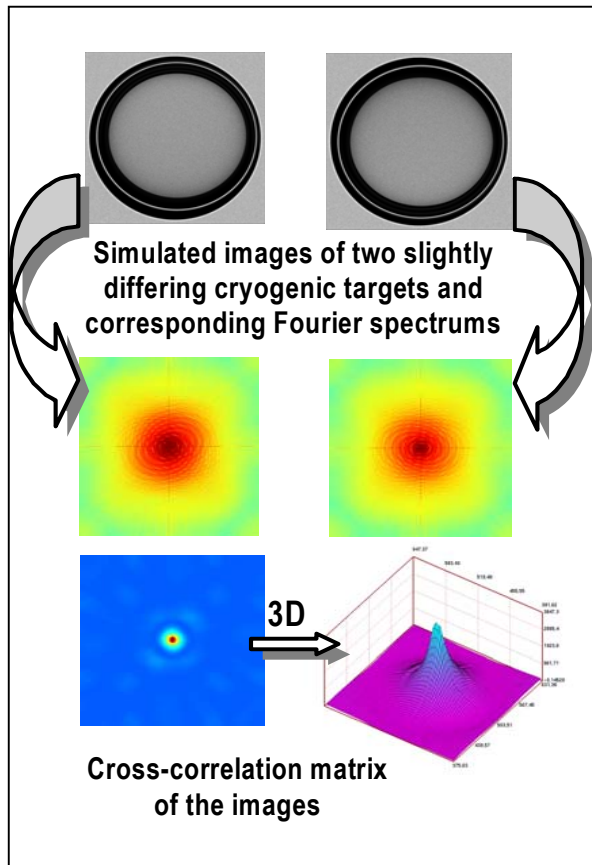 Simulated images of two slightly
differing cryogenic targets and
corresponding Fourier spectrums
3D
Cross-correlation matrix
of the images